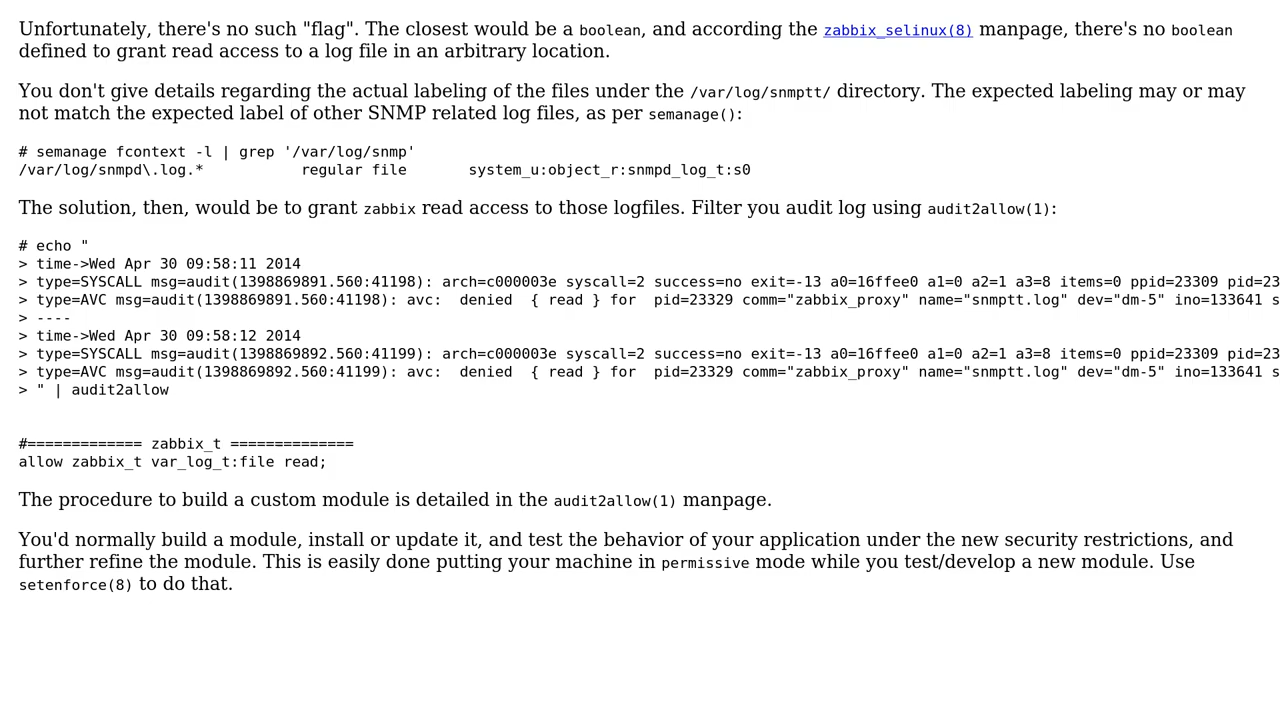 Unfortunately, there's no such "flag". The closest would be a boolean, and according the zabbix_selinux(8) manpage, there's no boolean
defined to grant read access to a log file in an arbitrary location.
You don't give details regarding the actual labeling of the files under the /var/log/snmptt/ directory. The expected labeling may or may
not match the expected label of other SNMP related log files, as per semanage():
# semanage fcontext -l | grep '/var/log/snmp'
/var/log/snmpd\.log.*           regular file       system_u:object_r:snmpd_log_t:s0
The solution, then, would be to grant zabbix read access to those logfiles. Filter you audit log using audit2allow(1):
# echo "
> time->Wed Apr 30 09:58:11 2014
> type=SYSCALL msg=audit(1398869891.560:41198): arch=c000003e syscall=2 success=no exit=-13 a0=16ffee0 a1=0 a2=1 a3=8 items=0 ppid=23309 pid=23
> type=AVC msg=audit(1398869891.560:41198): avc:  denied  { read } for  pid=23329 comm="zabbix_proxy" name="snmptt.log" dev="dm-5" ino=133641 s
> ----
> time->Wed Apr 30 09:58:12 2014
> type=SYSCALL msg=audit(1398869892.560:41199): arch=c000003e syscall=2 success=no exit=-13 a0=16ffee0 a1=0 a2=1 a3=8 items=0 ppid=23309 pid=23
> type=AVC msg=audit(1398869892.560:41199): avc:  denied  { read } for  pid=23329 comm="zabbix_proxy" name="snmptt.log" dev="dm-5" ino=133641 s
> " | audit2allow
#============= zabbix_t ==============
allow zabbix_t var_log_t:file read;
The procedure to build a custom module is detailed in the audit2allow(1) manpage.
You'd normally build a module, install or update it, and test the behavior of your application under the new security restrictions, and
further refine the module. This is easily done putting your machine in permissive mode while you test/develop a new module. Use
setenforce(8) to do that.